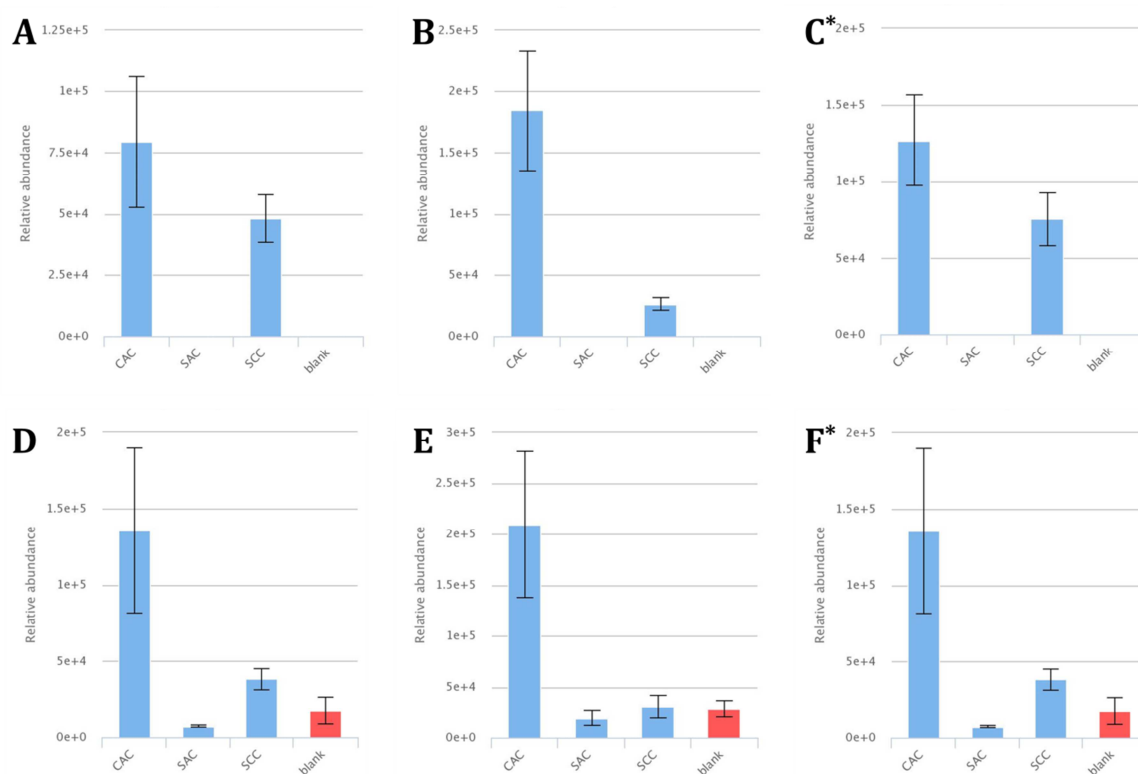 A
Relative abundance
1.25e+5
1e+5
7.5e+4
5e+4
2.5e+4
0e+0
CAC
SAC
SCC
blank
B
Relative abundance
2.5e+5
2e+5
1.5e+5
1e+5
5e+4
0e+0
CAC
SAC
SCC
blank
C*
Relative abundance
2e+5
1.5e+5
1e+5
5e+4
0e+0
CAC
SAC
SCC
blank
D
Relative abundance
2e+5
1.5e+5
1e+5
5e+4
0e+0
CAC
SAC
SCC
blank
E
Relative abundance
3e+5
2.5e+5
2e+5
1.5e+5
1e+5
5e+4
0e+0
CAC
SAC
SCC
blank
F*
Relative abundance
2e+5
1.5e+5
1e+5
5e+4
0e+0
CAC
SAC
SCC
blank